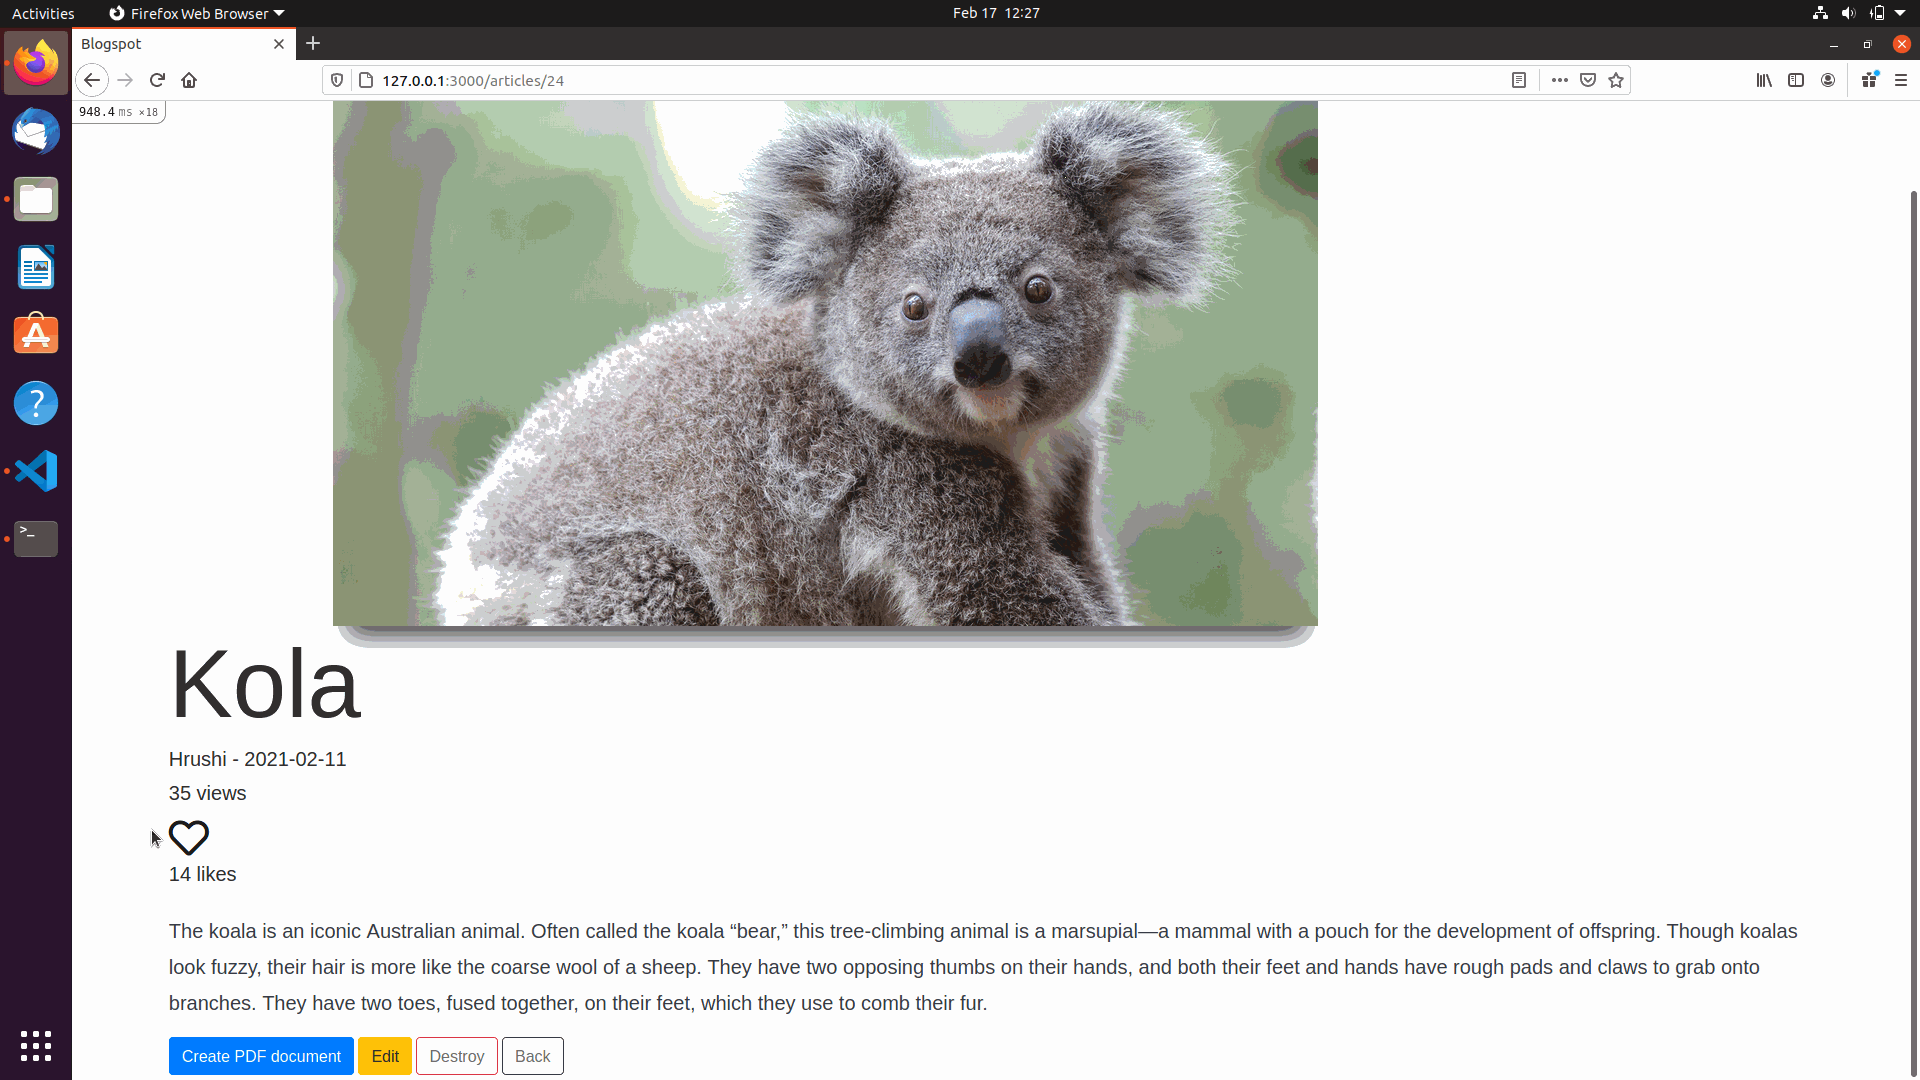 Activities Firefox Web Browser Feb 17 12:27
Blogspot
127.0.0.1:3000/articles/24
948.4 ms ×18
Kola
Hrushi - 2021-02-11
35 views
14 likes
The koala is an iconic Australian animal. Often called the koala “bear,” this tree-climbing animal is a marsupial—a mammal with a pouch for the development of offspring. Though koalas
look fuzzy, their hair is more like the coarse wool of a sheep. They have two opposing thumbs on their hands, and both their feet and hands have rough pads and claws to grab onto
branches. They have two toes, fused together, on their feet, which they use to comb their fur.
Create PDF document Edit Destroy Back